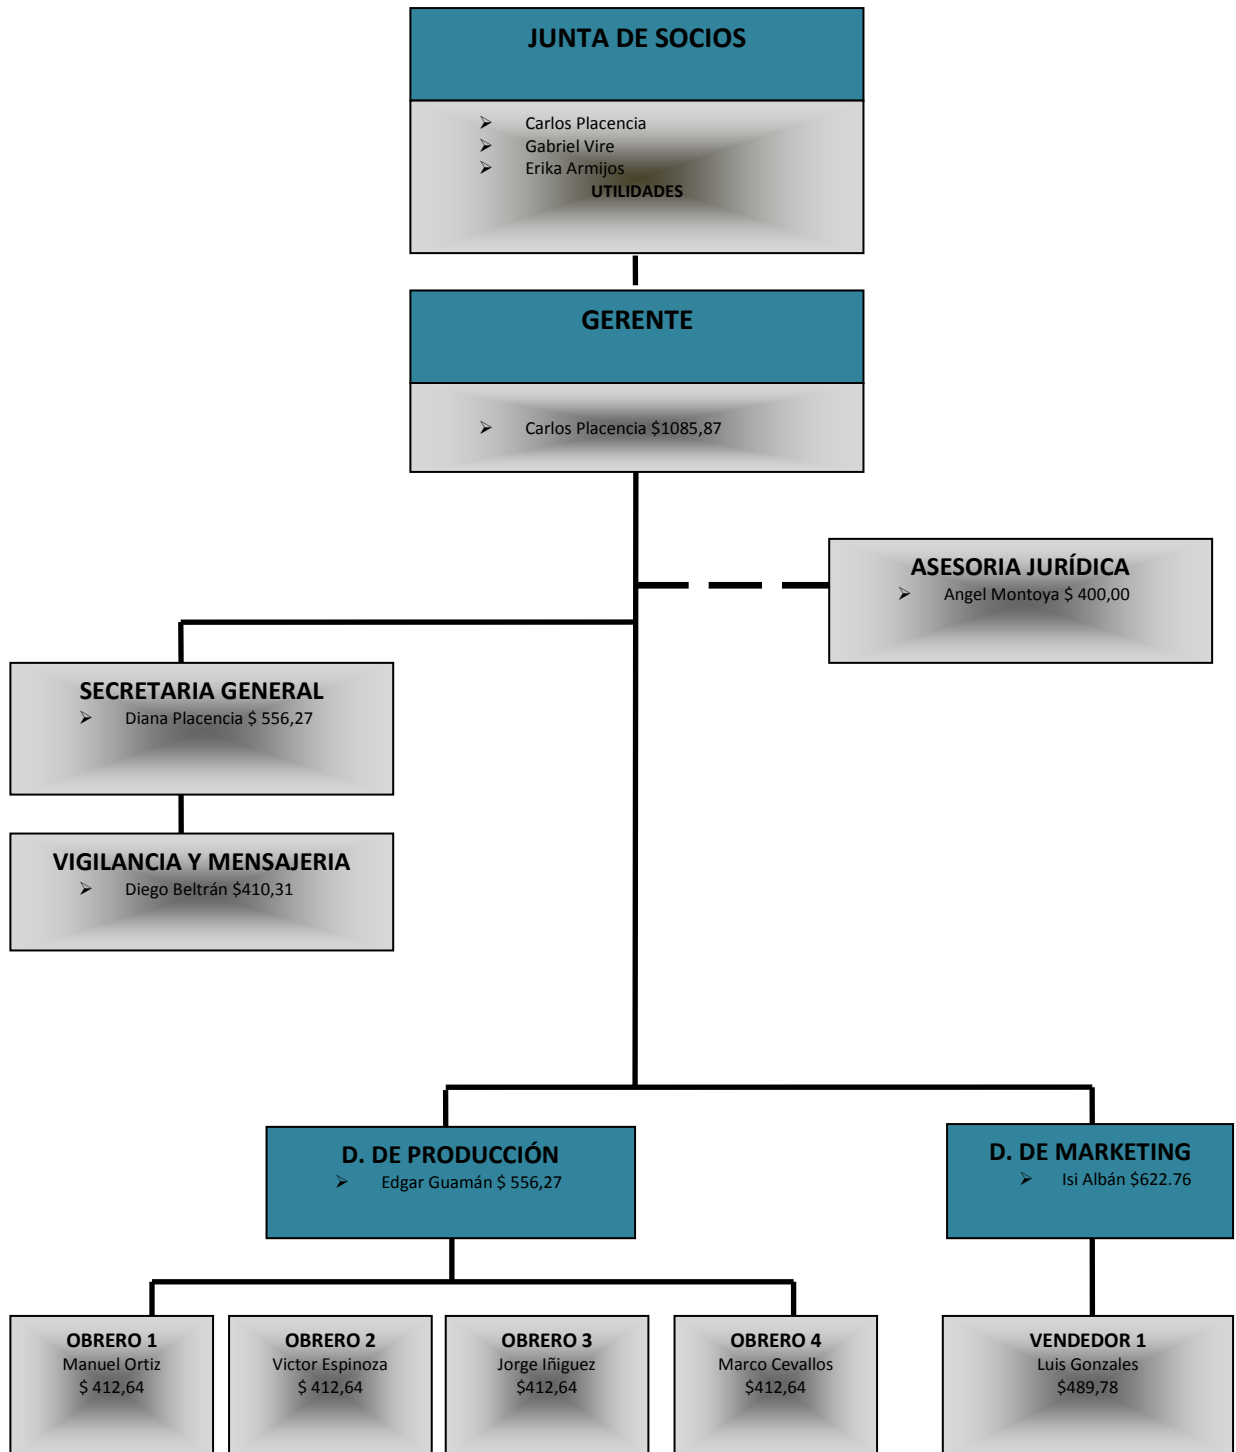 JUNTA DE SOCIOS
➢ Carlos Placencia
➢ Gabriel Vire
➢ Erika Armijos
UTILIDADES
GERENTE
➢ Carlos Placencia $1085,87
ASESORIA JURÍDICA
➢ Angel Montoya $ 400,00
SECRETARIA GENERAL
➢ Diana Placencia $ 556,27
VIGILANCIA Y MENSAJERIA
➢ Diego Beltrán $410,31
D. DE PRODUCCIÓN
➢ Edgar Guamán $ 556,27
D. DE MARKETING
➢ Isi Albán $622.76
OBRERO 1
Manuel Ortiz
$ 412,64
OBRERO 2
Victor Espinoza
$ 412,64
OBRERO 3
Jorge Iñiguez
$412,64
OBRERO 4
Marco Cevallos
$412,64
VENDEDOR 1
Luis Gonzales
$489,78